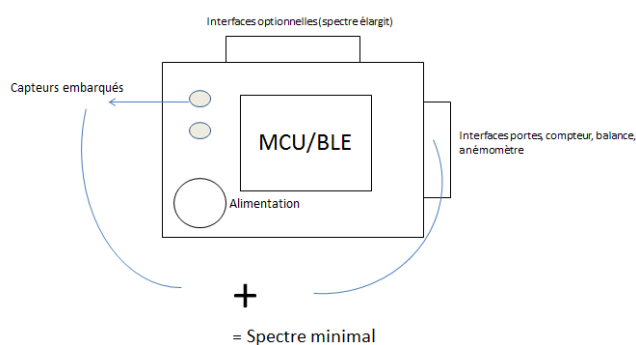 Interfaces optionnelles (spectre élargit)
Capteurs embarqués
MCU/BLE
Interfaces portes, compteur, balance,
anémomètre
Alimentation
+
= Spectre minimal